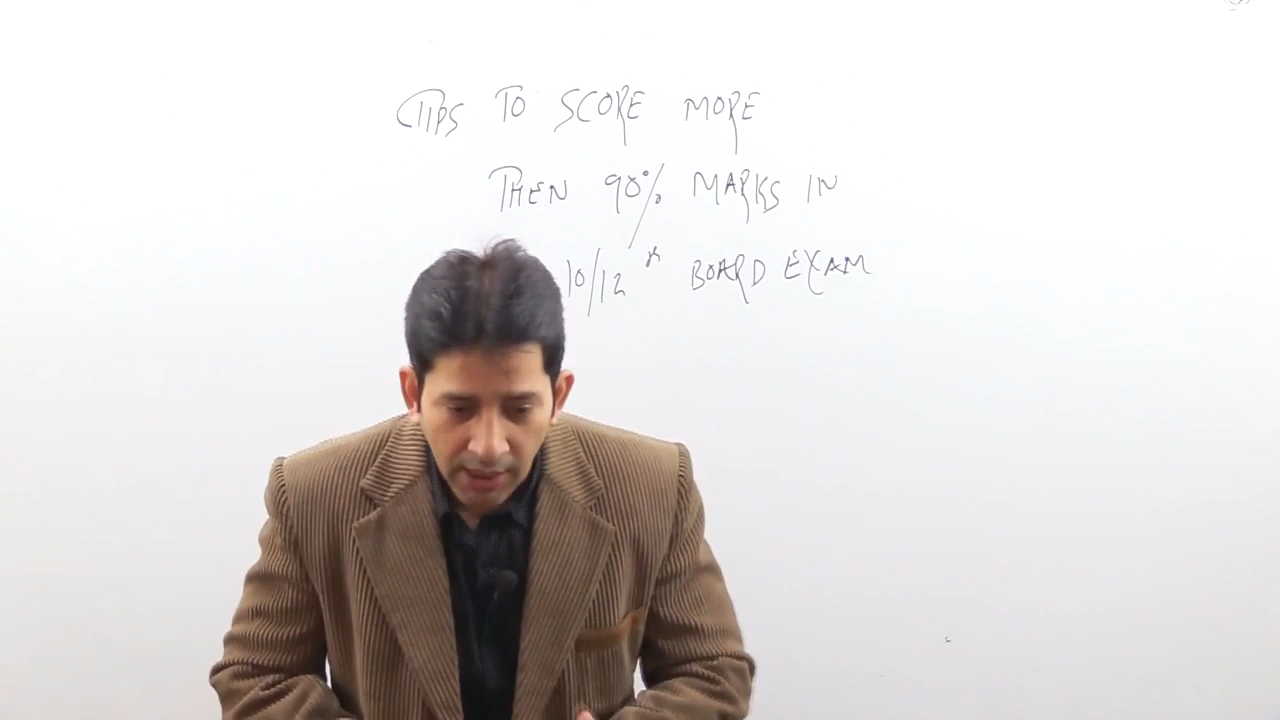 TIPS TO SCORE MORE
THEN 90% MARKS IN
10/12th BOARD EXAM